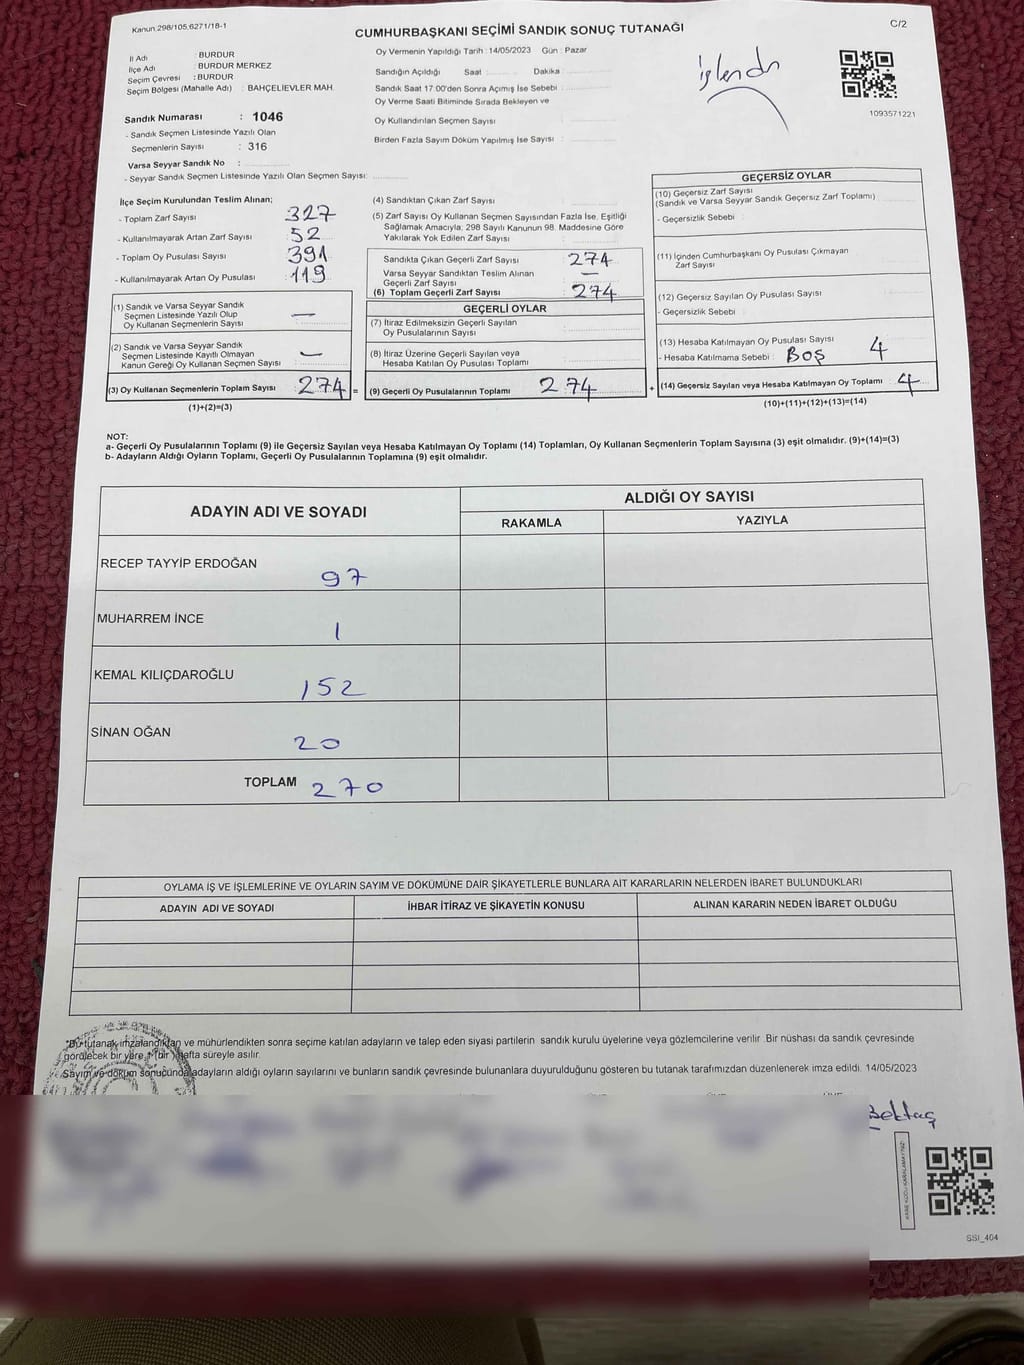 Kanun.298/105.6271/18-1
C/2
CUMHURBAŞKANI SEÇİMİ SANDIK SONUÇ TUTANAĞI
İl Adı : BURDUR
İlçe Adı : BURDUR MERKEZ
Seçim Çevresi : BURDUR
Seçim Bölgesi (Mahalle Adı) : BAHÇELİEVLER MAH.
Sandık Numarası : 1046
- Sandık Seçmen Listesinde Yazılı Olan
Seçmenlerin Sayısı : 316
Varsa Seyyar Sandık No :
- Seyyar Sandık Seçmen Listesinde Yazılı Olan Seçmen Sayısı:
Oy Vermenin Yapıldığı Tarih : 14/05/2023 Gün : Pazar
Sandığın Açıldığı Saat : Dakika
Sandık Saat 17.00'den Sonra Açımış İse Sebebi :
Oy Verme Saati Bitiminde Sırada Bekleyen ve
Oy Kullandırılan Seçmen Sayısı
Birden Fazla Sayım Döküm Yapılmış İse Sayısı :
işlendi
1093571221
İlçe Seçim Kurulundan Teslim Alınan;
- Toplam Zarf Sayısı 327
- Kullanılmayarak Artan Zarf Sayısı : 52
- Toplam Oy Pusulası Sayısı : 391
- Kullanılmayarak Artan Oy Pusulası : 119
(1) Sandık ve Varsa Seyyar Sandık
Seçmen Listesinde Yazılı Olup
Oy Kullanan Seçmenlerin Sayısı —
(2) Sandık ve Varsa Seyyar Sandık
Seçmen Listesinde Kayıtlı Olmayan
Kanun Gereği Oy Kullanan Seçmen Sayısı —
(3) Oy Kullanan Seçmenlerin Toplam Sayısı 274 =
(1)+(2)=(3)
(4) Sandıktan Çıkan Zarf Sayısı
(5) Zarf Sayısı Oy Kullanan Seçmen Sayısından Fazla İse, Eşitliği
Sağlamak Amacıyla; 298 Sayılı Kanunun 98. Maddesine Göre
Yakılarak Yok Edilen Zarf Sayısı :
Sandıkta Çıkan Geçerli Zarf Sayısı : 274
Varsa Seyyar Sandıktan Teslim Alınan
Geçerli Zarf Sayısı —
(6) Toplam Geçerli Zarf Sayısı : 274
GEÇERLİ OYLAR
(7) İtiraz Edilmeksizin Geçerli Sayılan
Oy Pusulalarının Sayısı
(8) İtiraz Üzerine Geçerli Sayılan veya
Hesaba Katılan Oy Pusulası Toplamı
(9) Geçerli Oy Pusulalarının Toplamı 274 +
GEÇERSİZ OYLAR
(10) Geçersiz Zarf Sayısı
(Sandık ve Varsa Seyyar Sandık Geçersiz Zarf Toplamı)
- Geçersizlik Sebebi
(11) İçinden Cumhurbaşkanı Oy Pusulası Çıkmayan
Zarf Sayısı
(12) Geçersiz Sayılan Oy Pusulası Sayısı
- Geçersizlik Sebebi
(13) Hesaba Katılmayan Oy Pusulası Sayısı
- Hesaba Katılmama Sebebi : BOŞ 4
(14) Geçersiz Sayılan veya Hesaba Katılmayan Oy Toplamı 4
(10)+(11)+(12)+(13)=(14)
NOT:
a- Geçerli Oy Pusulalarının Toplamı (9) ile Geçersiz Sayılan veya Hesaba Katılmayan Oy Toplamı (14) Toplamları, Oy Kullanan Seçmenlerin Toplam Sayısına (3) eşit olmalıdır. (9)+(14)=(3)
b- Adayların Aldığı Oyların Toplamı, Geçerli Oy Pusulalarının Toplamına (9) eşit olmalıdır.
ADAYIN ADI VE SOYADI
ALDIĞI OY SAYISI
RAKAMLA YAZIYLA
RECEP TAYYİP ERDOĞAN 97
MUHARREM İNCE 1
KEMAL KILIÇDAROĞLU 152
SİNAN OĞAN 20
TOPLAM 270
OYLAMA İŞ VE İŞLEMLERİNE VE OYLARIN SAYIM VE DÖKÜMÜNE DAİR ŞİKAYETLERLE BUNLARA AİT KARARLARIN NELERDEN İBARET BULUNDUKLARI
ADAYIN ADI VE SOYADI İHBAR İTİRAZ VE ŞİKAYETİN KONUSU ALINAN KARARIN NEDEN İBARET OLDUĞU
*Bu tutanak imzalandıktan ve mühürlendikten sonra seçime katılan adayların ve talep eden siyasi partilerin sandık kurulu üyelerine veya gözlemcilerine verilir. Bir nüshası da sandık çevresinde
görülecek bir yere 1 (bir) hafta süreyle asılır.
Sayım ve döküm sonucunda adayların aldığı oyların sayılarını ve bunların sandık çevresinde bulunanlara duyurulduğunu gösteren bu tutanak tarafımızdan düzenlenerek imza edildi. 14/05/2023
Bektaş
SSI_404